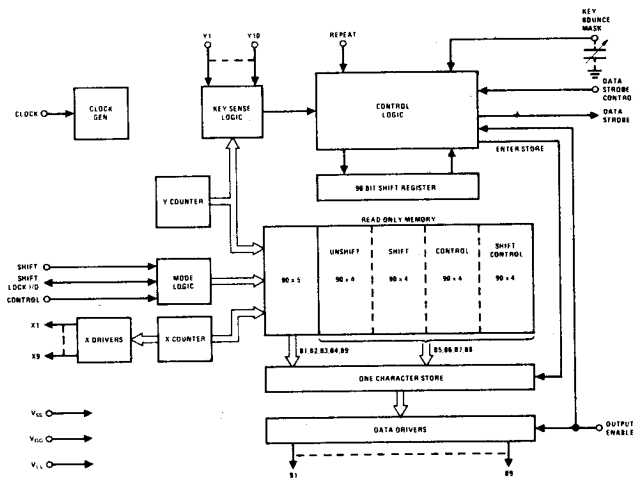 KEY
BOUNCE
MASK
Y1
Y10
REPEAT
CLOCK
CLOCK
GEN
KEY SENSE
LOGIC
CONTROL
LOGIC
DATA
STROBE
CONTROL
DATA
STROBE
ENTER STORE
90 BIT SHIFT REGISTER
Y COUNTER
READ ONLY MEMORY
UNSHIFT
SHIFT
CONTROL
SHIFT
CONTROL
90 x 5
90 x 4
90 x 4
90 x 4
90 x 4
SHIFT
SHIFT
LOCK I/O
CONTROL
MODE
LOGIC
X1
X9
X DRIVERS
X COUNTER
B1,B2,B3,B4,B9
B5,B6,B7,B8
ONE CHARACTER STORE
DATA DRIVERS
OUTPUT
ENABLE
VSS
VGG
VLL
B1
B9